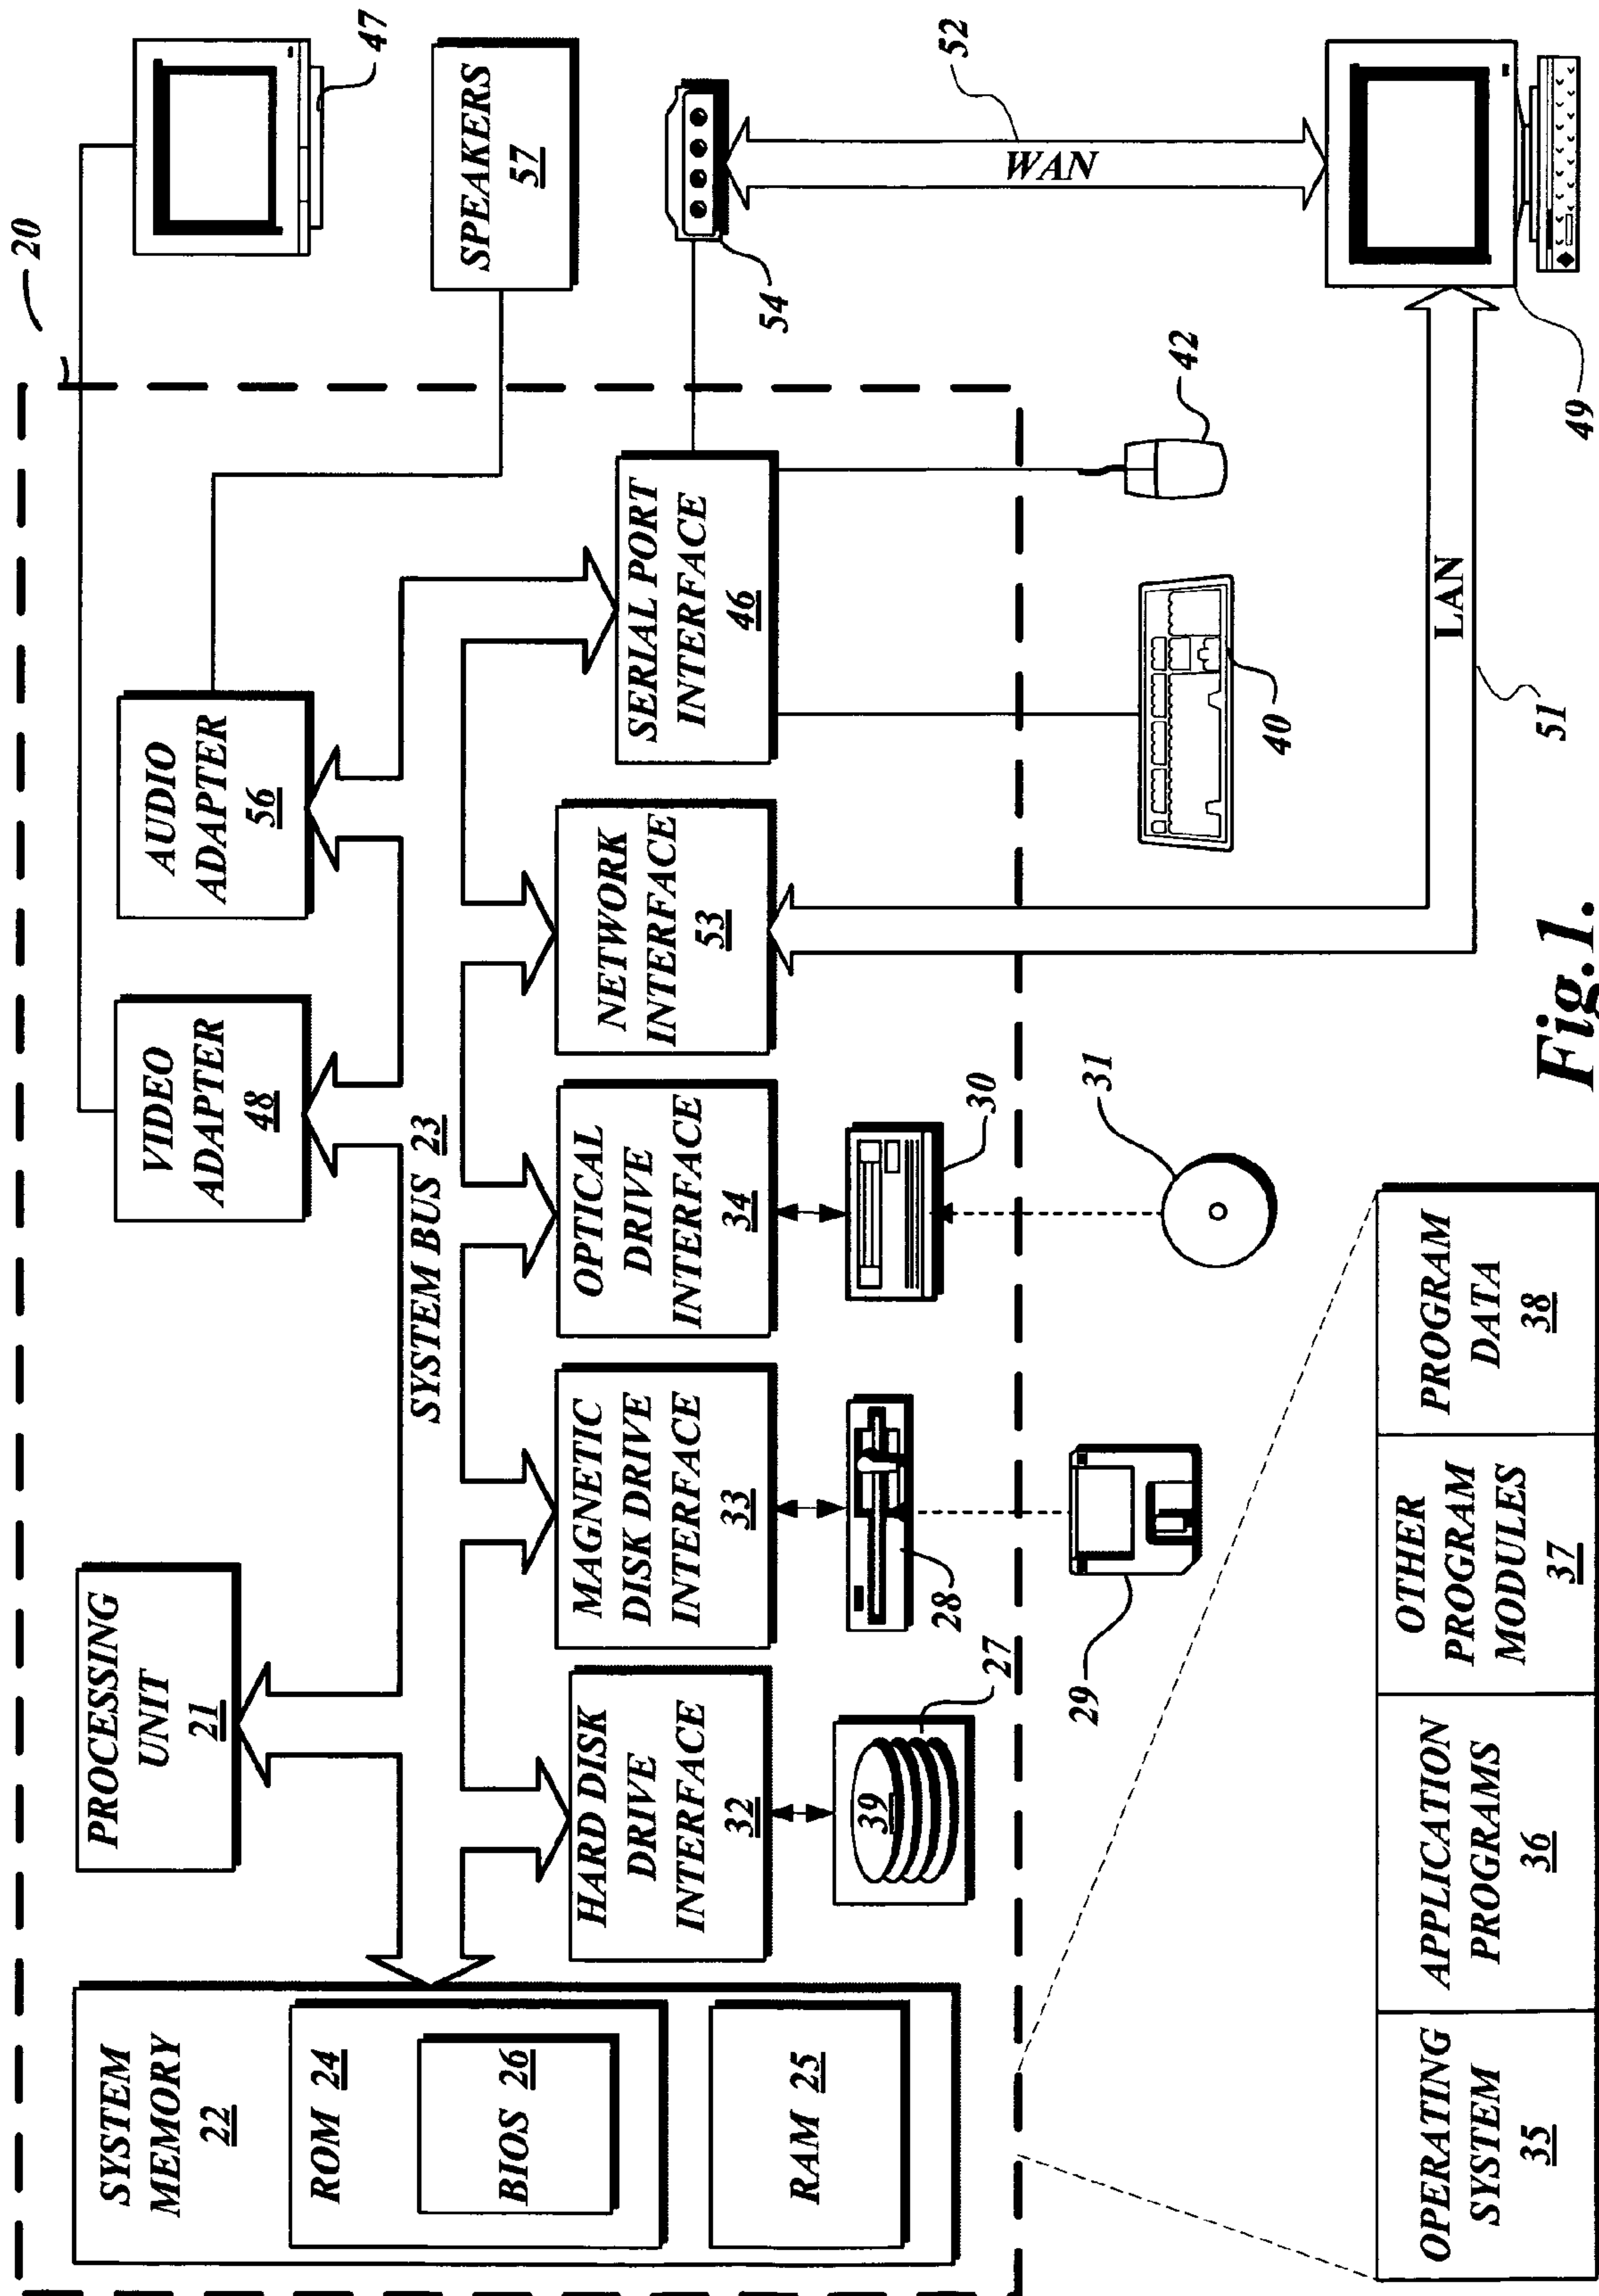 20
SYSTEM
MEMORY
22
ROM 24
BIOS 26
RAM 25
PROCESSING
UNIT
21
VIDEO
ADAPTER
48
AUDIO
ADAPTER
56
47
SPEAKERS
57
SYSTEM BUS 23
HARD DISK
DRIVE
INTERFACE
32
MAGNETIC
DISK DRIVE
INTERFACE
33
OPTICAL
DRIVE
INTERFACE
34
NETWORK
INTERFACE
53
SERIAL PORT
INTERFACE
46
54
WAN
52
39
27
28
30
29
31
40
42
LAN
51
49
OPERATING
SYSTEM
35
APPLICATION
PROGRAMS
36
OTHER
PROGRAM
MODULES
37
PROGRAM
DATA
38
Fig.1.